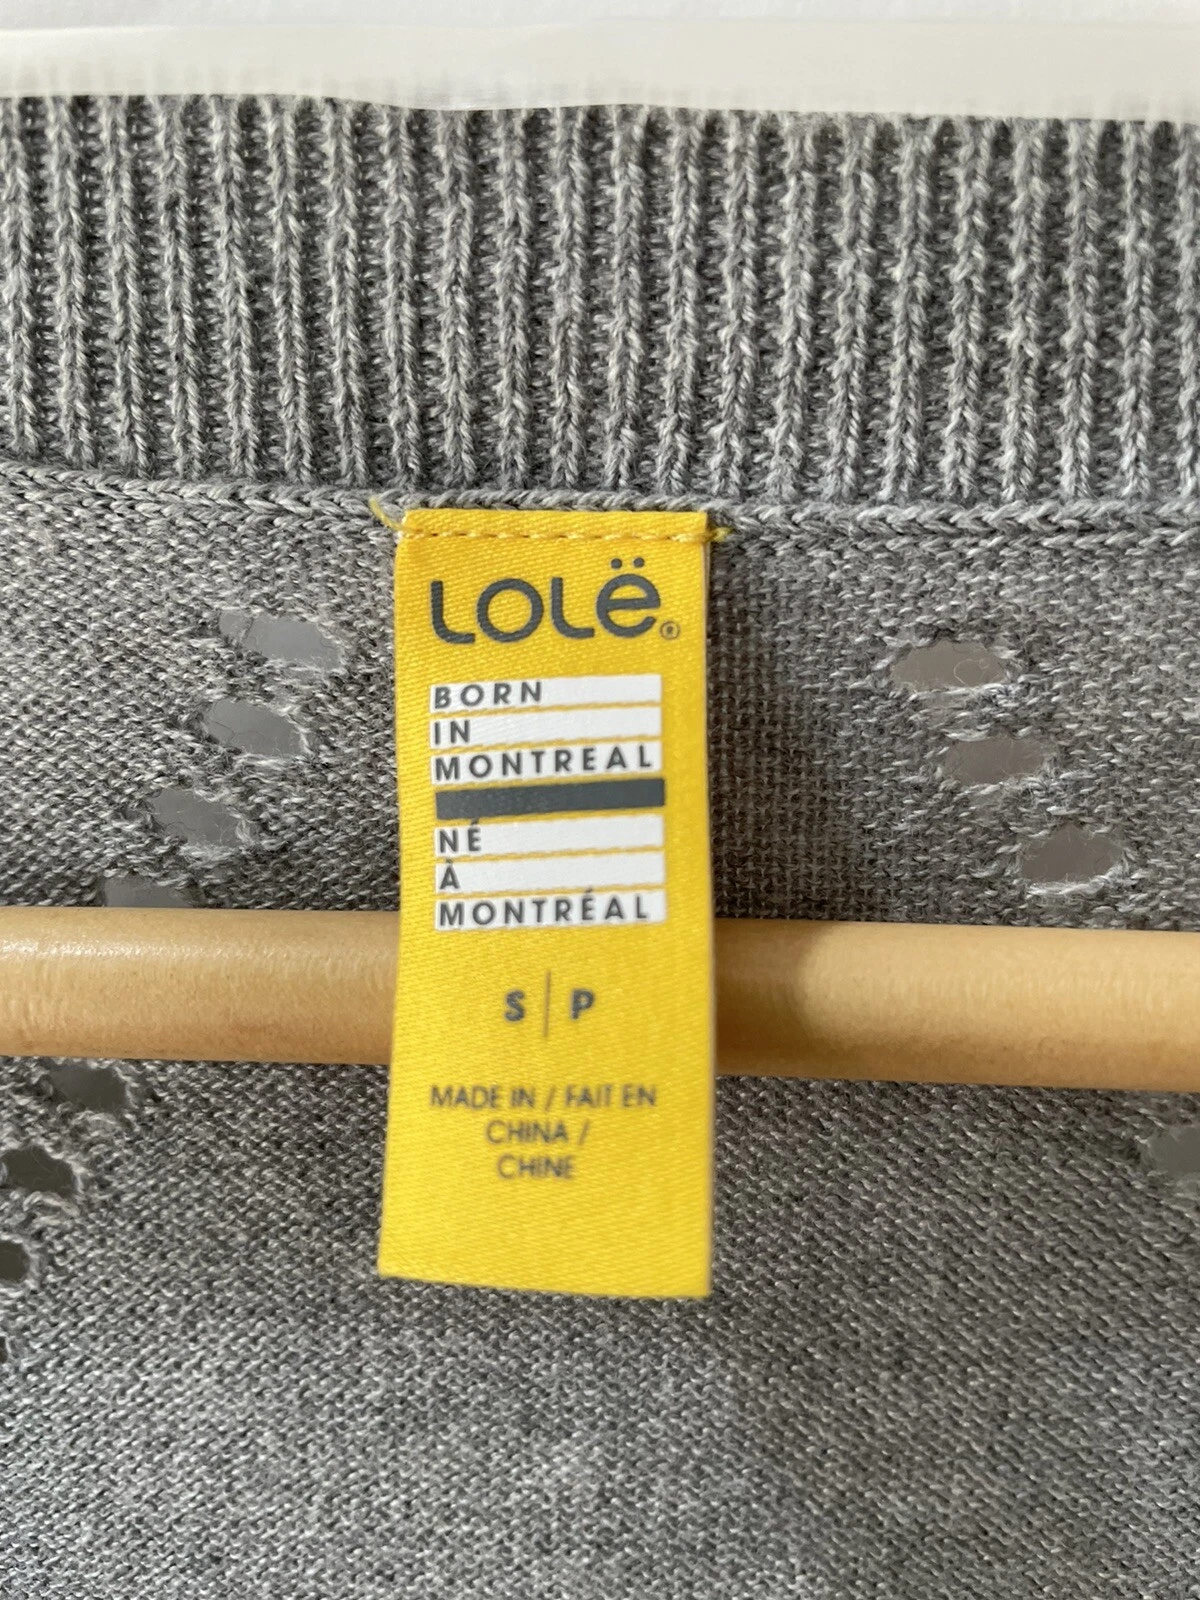 LOLË®
BORN
IN
MONTREAL
NÉ
À
MONTRÉAL
S | P
MADE IN / FAIT EN
CHINA /
CHINE